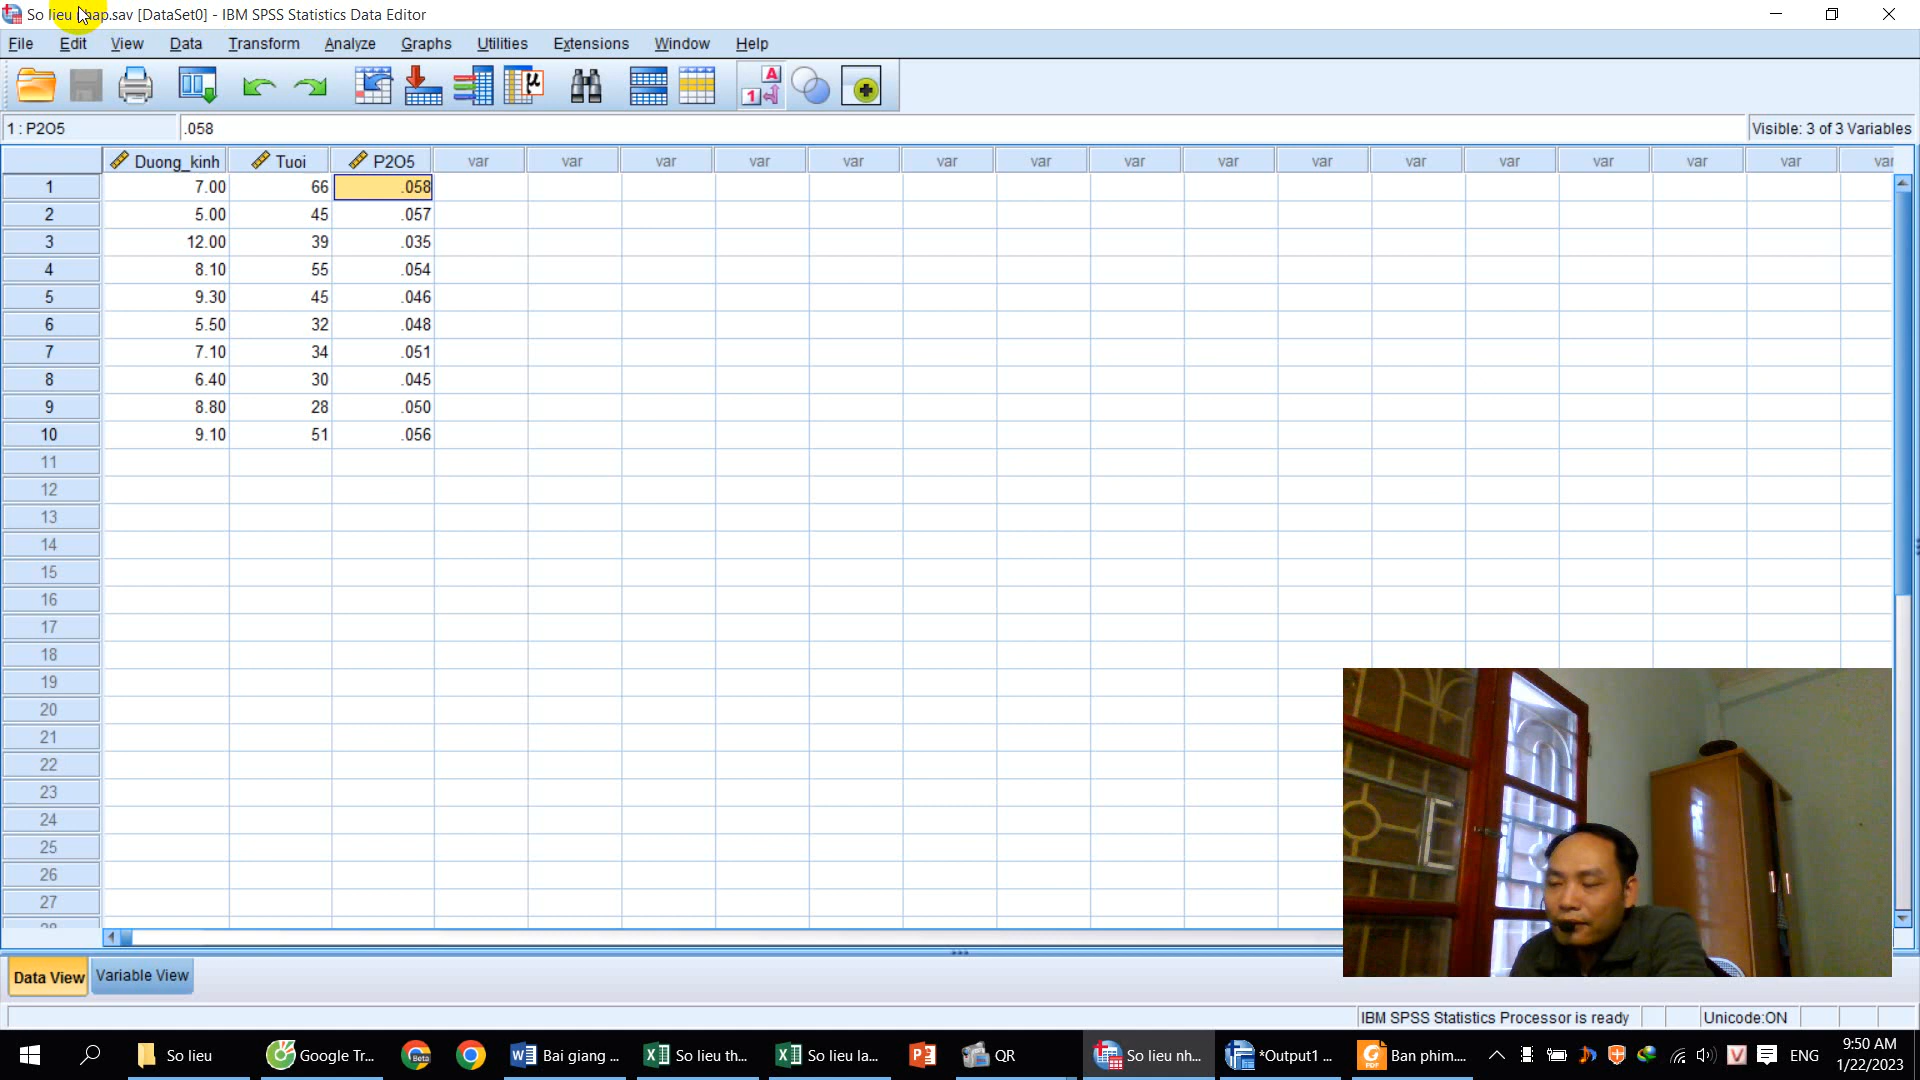 So lieu hap.sav [DataSet0] - IBM SPSS Statistics Data Editor
File Edit View Data Transform Analyze Graphs Utilities Extensions Window Help
1 : P2O5 .058 Visible: 3 of 3 Variables
Duong_kinh Tuoi P2O5 var var var var var var var var var var var var var var var var
1 7.00 66 .058
2 5.00 45 .057
3 12.00 39 .035
4 8.10 55 .054
5 9.30 45 .046
6 5.50 32 .048
7 7.10 34 .051
8 6.40 30 .045
9 8.80 28 .050
10 9.10 51 .056
11
12
13
14
15
16
17
18
19
20
21
22
23
24
25
26
27
28
Data View Variable View
IBM SPSS Statistics Processor is ready Unicode:ON
So lieu Google Tr... Beta Bai giang ... So lieu th... So lieu la... QR So lieu nh... *Output1 ... Ban phim.... ENG 9:50 AM
1/22/2023